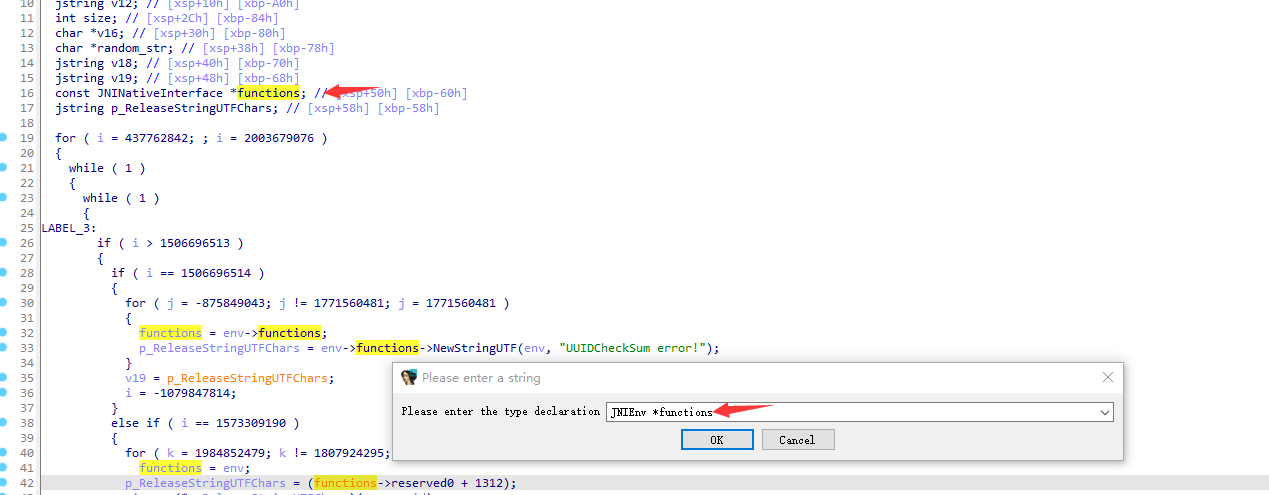 10 jstring v12; // [xsp+10h] [xbp-A0h]
11 int size; // [xsp+2Ch] [xbp-84h]
12 char *v16; // [xsp+30h] [xbp-80h]
13 char *random_str; // [xsp+38h] [xbp-78h]
14 jstring v18; // [xsp+40h] [xbp-70h]
15 jstring v19; // [xsp+48h] [xbp-68h]
16 const JNINativeInterface *functions; // [xsp+50h] [xbp-60h]
17 jstring p_ReleaseStringUTFChars; // [xsp+58h] [xbp-58h]
18
19 for ( i = 437762842; ; i = 2003679076 )
20 {
21 while ( 1 )
22 {
23 while ( 1 )
24 {
25 LABEL_3:
26 if ( i > 1506696513 )
27 {
28 if ( i == 1506696514 )
29 {
30 for ( j = -875849043; j != 1771560481; j = 1771560481 )
31 {
32 functions = env->functions;
33 p_ReleaseStringUTFChars = env->functions->NewStringUTF(env, "UUIDCheckSum error!");
34 }
35 v19 = p_ReleaseStringUTFChars;
36 i = -1079847814;
37 }
38 else if ( i == 1573309190 )
39 {
40 for ( k = 1984852479; k != 1807924295;
41 functions = env;
42 p_ReleaseStringUTFChars = (functions->reserved0 + 1312);
Please enter a string
Please enter the type declaration JNIEnv *functions
OK Cancel